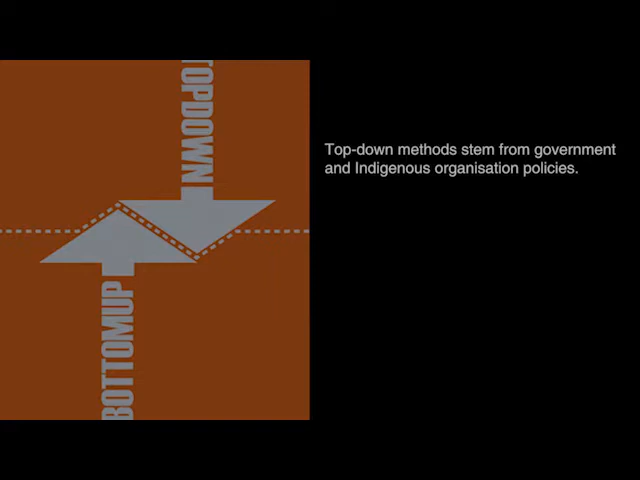 TOPDOWN
BOTTOMUP
Top-down methods stem from government
and Indigenous organisation policies.